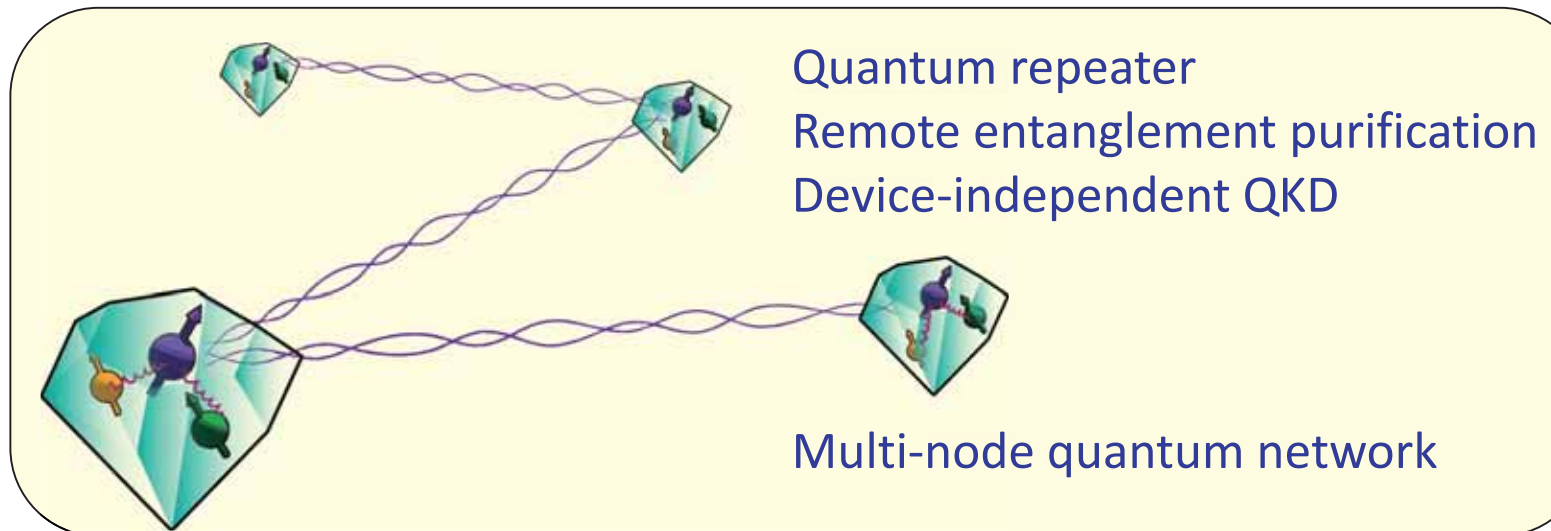 Quantum repeater
Remote entanglement purification
Device-independent QKD
Multi-node quantum network